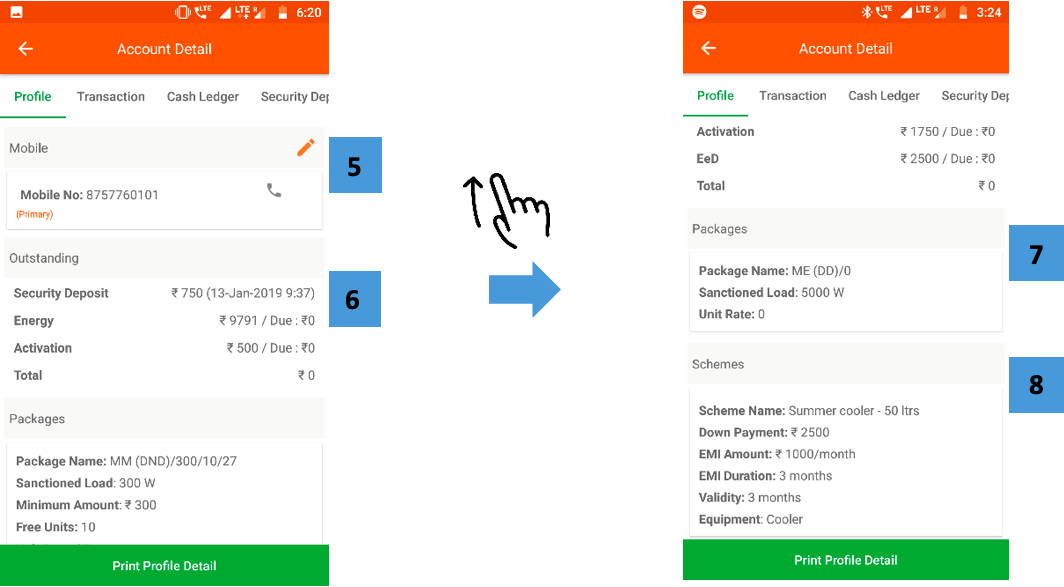 LTE LTE R 6:20
Account Detail
Profile Transaction Cash Ledger Security Dep
Mobile
5
Mobile No: 8757760101
(Primary)
Outstanding
Security Deposit ₹ 750 (13-Jan-2019 9:37)
6
Energy ₹ 9791 / Due : ₹0
Activation ₹ 500 / Due : ₹0
Total ₹ 0
Packages
Package Name: MM (DND)/300/10/27
Sanctioned Load: 300 W
Minimum Amount: ₹ 300
Free Units: 10
Print Profile Detail
LTE LTE R 3:24
Account Detail
Profile Transaction Cash Ledger Security Dep
Activation ₹ 1750 / Due : ₹0
EeD ₹ 2500 / Due : ₹0
Total ₹ 0
Packages
7
Package Name: ME (DD)/0
Sanctioned Load: 5000 W
Unit Rate: 0
Schemes
8
Scheme Name: Summer cooler - 50 ltrs
Down Payment: ₹ 2500
EMI Amount: ₹ 1000/month
EMI Duration: 3 months
Validity: 3 months
Equipment: Cooler
Print Profile Detail